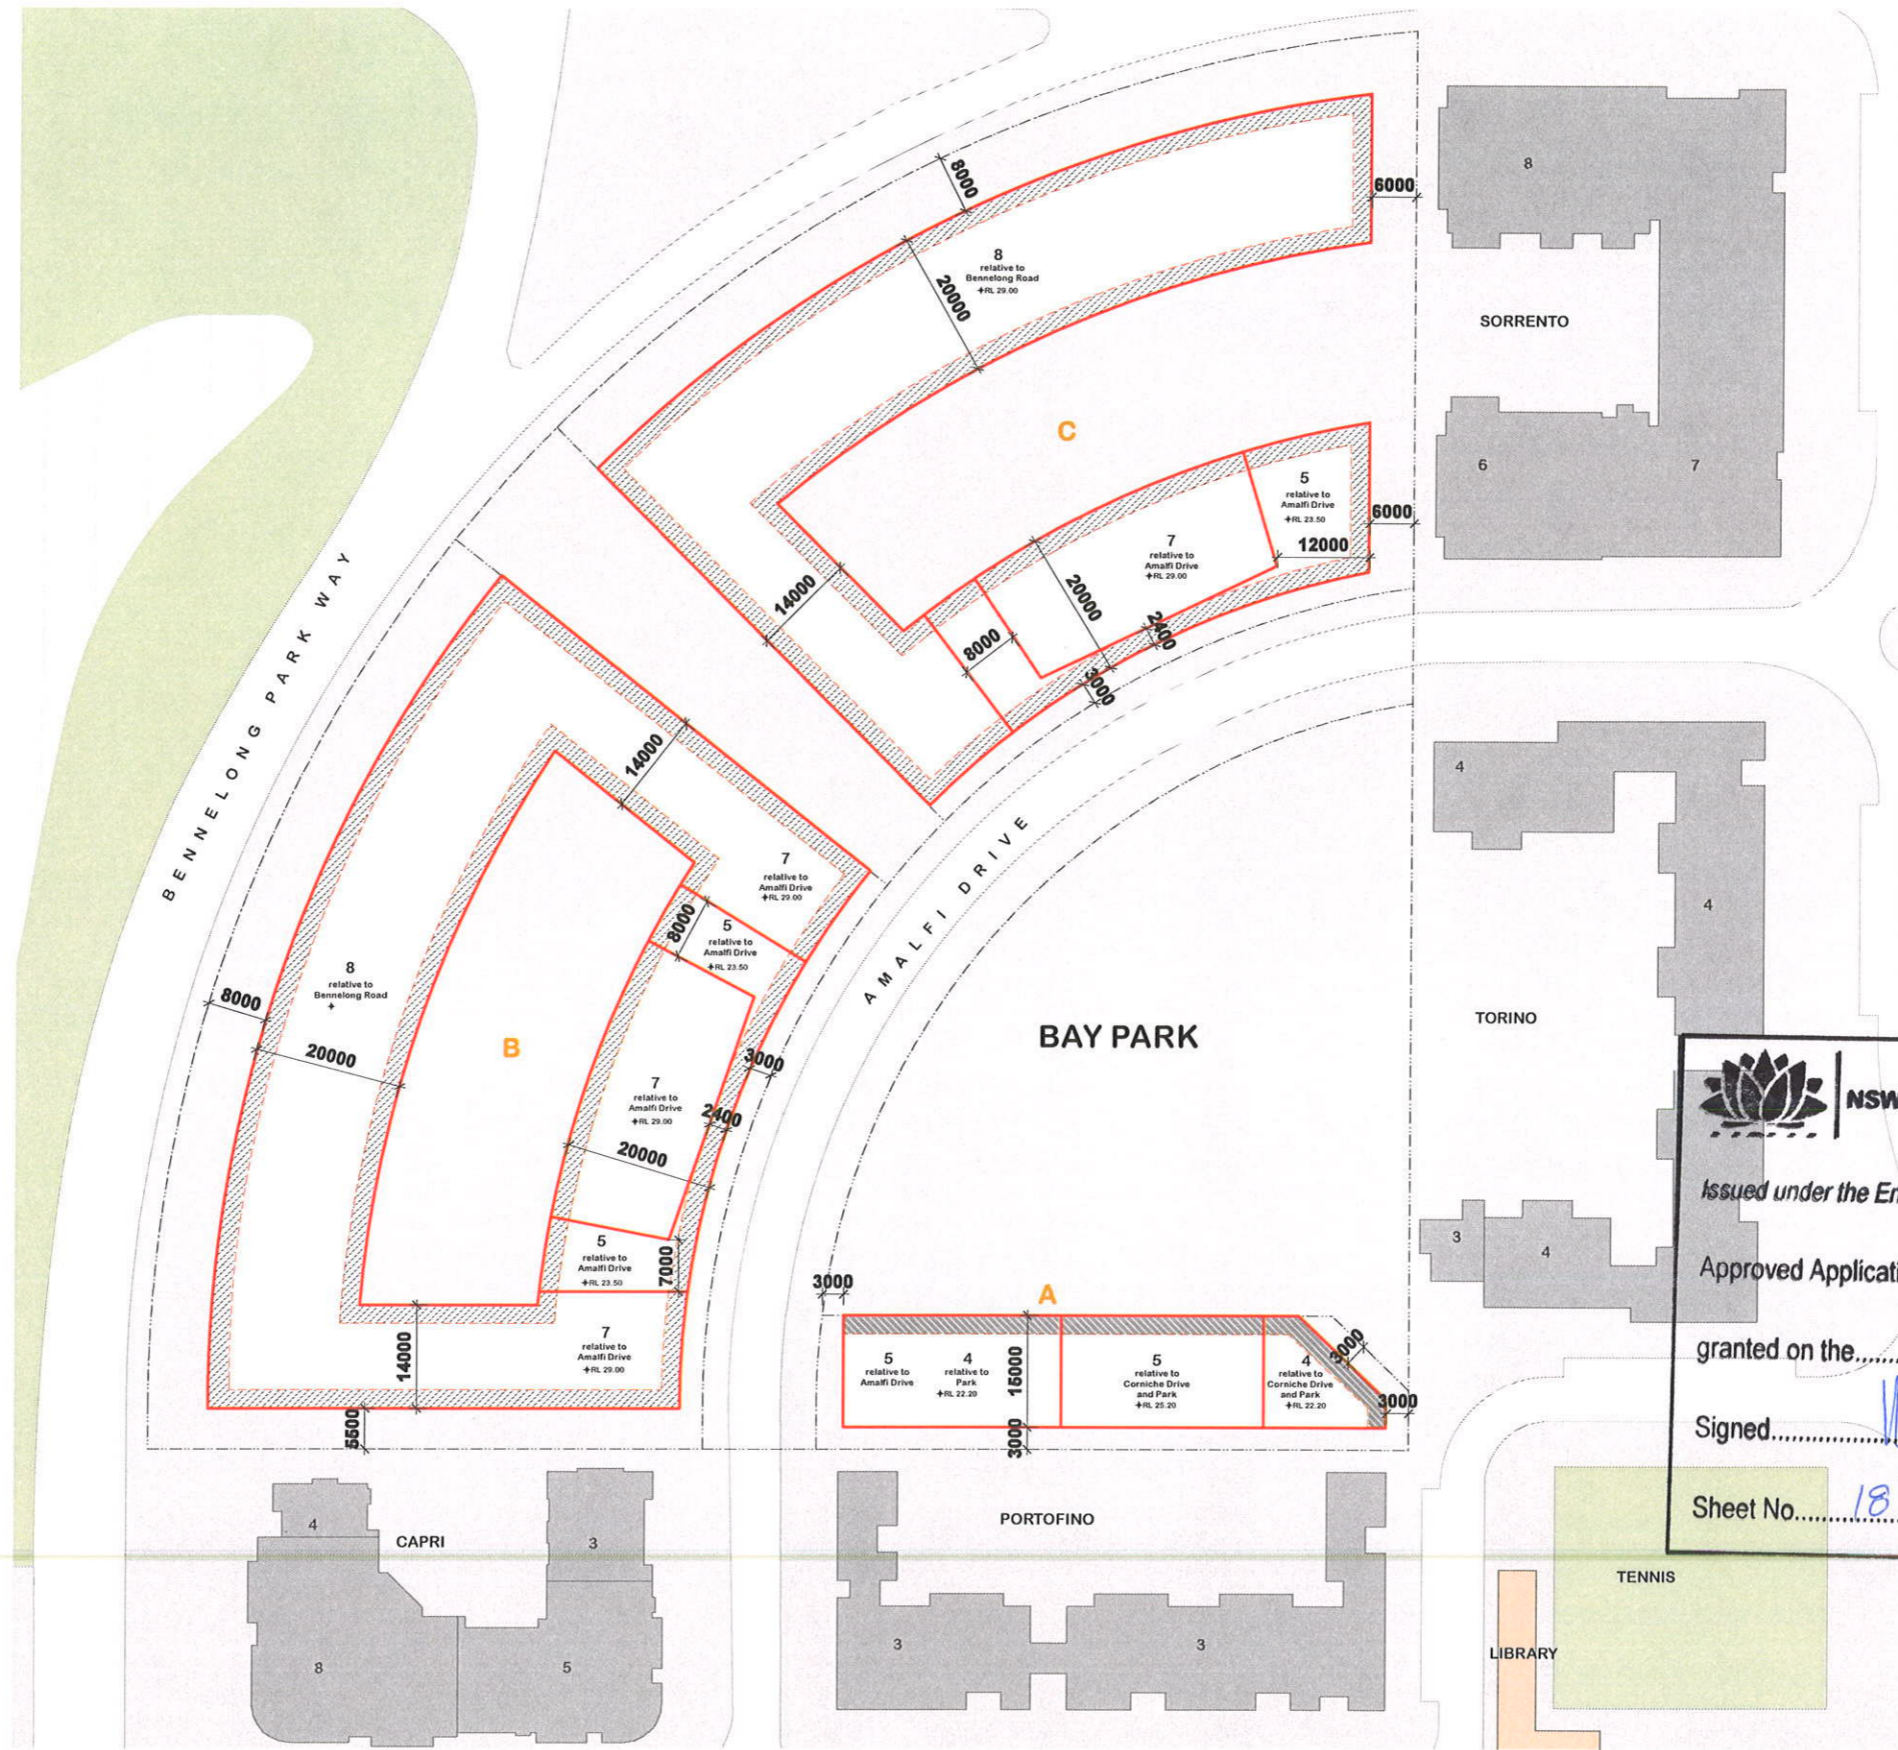 8000
6000
8
8
relative to
Bennelong Road
RL 29.00
20000
SORRENTO
C
6
7
5
relative to
Amalfi Drive
RL 23.50
6000
12000
7
relative to
Amalfi Drive
RL 29.00
20000
14000
2400
8000
3000
BENNELONG PARK WAY
14000
4
AMALFI DRIVE
7
relative to
Amalfi Drive
RL 29.00
4
8000
5
relative to
Amalfi Drive
RL 23.50
8
relative to
Bennelong Road
8000
20000
B
BAY PARK
TORINO
3000
7
relative to
Amalfi Drive
RL 29.00
2400
20000
NSW
Issued under the En
3
4
5
relative to
Amalfi Drive
RL 23.50
7000
Approved Applicati
3000
A
7
relative to
Amalfi Drive
RL 29.00
14000
5500
5
relative to
Amalfi Drive
4
relative to
Park
RL 22.20
15000
5
relative to
Corniche Drive
and Park
RL 25.20
4
relative to
Corniche Drive
and Park
RL 22.20
3000
3000
3000
granted on the
Signed
Sheet No. 18
4
CAPRI
3
PORTOFINO
TENNIS
LIBRARY
8
5
3
3